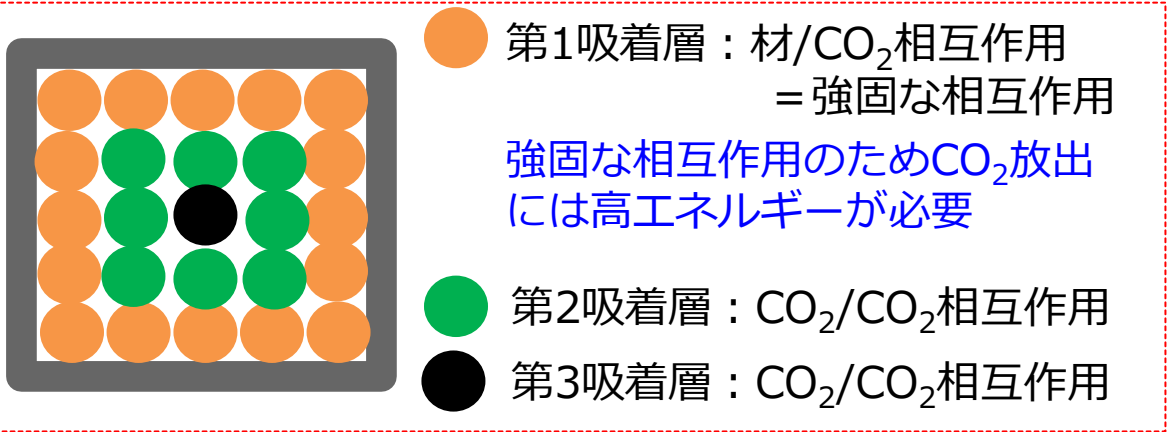 第1吸着層：材/CO₂相互作用
＝強固な相互作用
強固な相互作用のためCO₂放出
には高エネルギーが必要
第2吸着層：CO₂/CO₂相互作用
第3吸着層：CO₂/CO₂相互作用